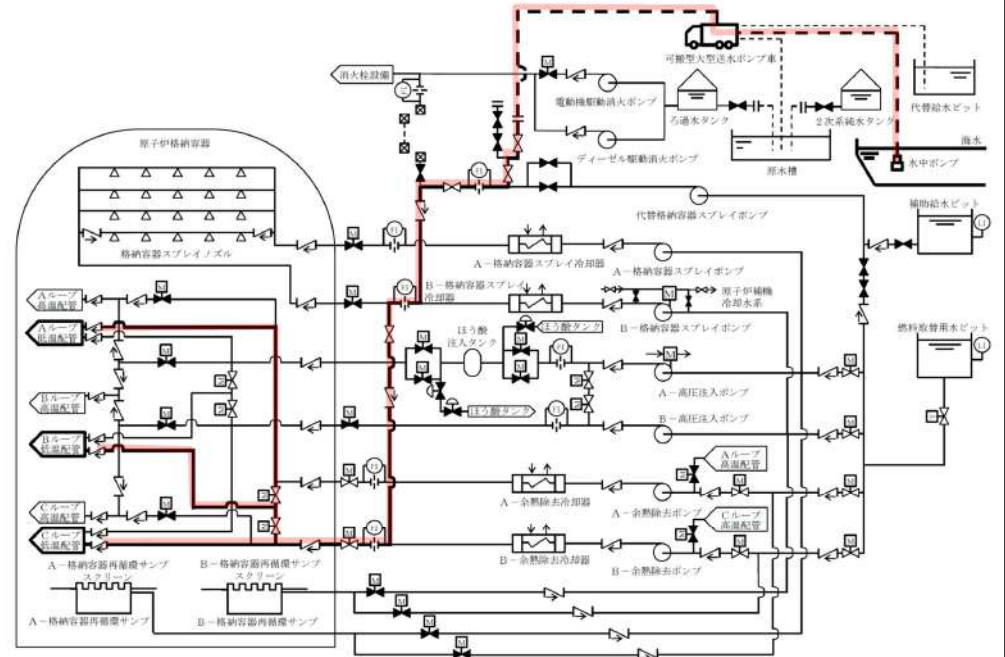 可搬型大型送水ポンプ車
消火栓設備
電動機駆動消火ポンプ
ろ過水タンク
2次系純水タンク
代替給水ピット
海水
原子炉格納容器
ディーゼル駆動消火ポンプ
原水槽
水中ポンプ
代替格納容器スプレイポンプ
補助給水ピット
格納容器スプレイノズル
A-格納容器スプレイ冷却器
A-格納容器スプレイポンプ
B-格納容器スプレイ
冷却器
原子炉補機
冷却水系
Aループ
高温配管
Aループ
低温配管
ほう酸
注入タンク
ほう酸タンク
B-格納容器スプレイポンプ
燃料取替用水ピット
A-高圧注入ポンプ
Bループ
高温配管
ほう酸タンク
B-高圧注入ポンプ
Bループ
低温配管
Aループ
高温配管
A-余熱除去冷却器
A-余熱除去ポンプ
Cループ
高温配管
Cループ
高温配管
Cループ
低温配管
B-余熱除去冷却器
B-余熱除去ポンプ
A-格納容器再循環サンプ
スクリーン
B-格納容器再循環サンプ
スクリーン
A-格納容器再循環サンプ
B-格納容器再循環サンプ